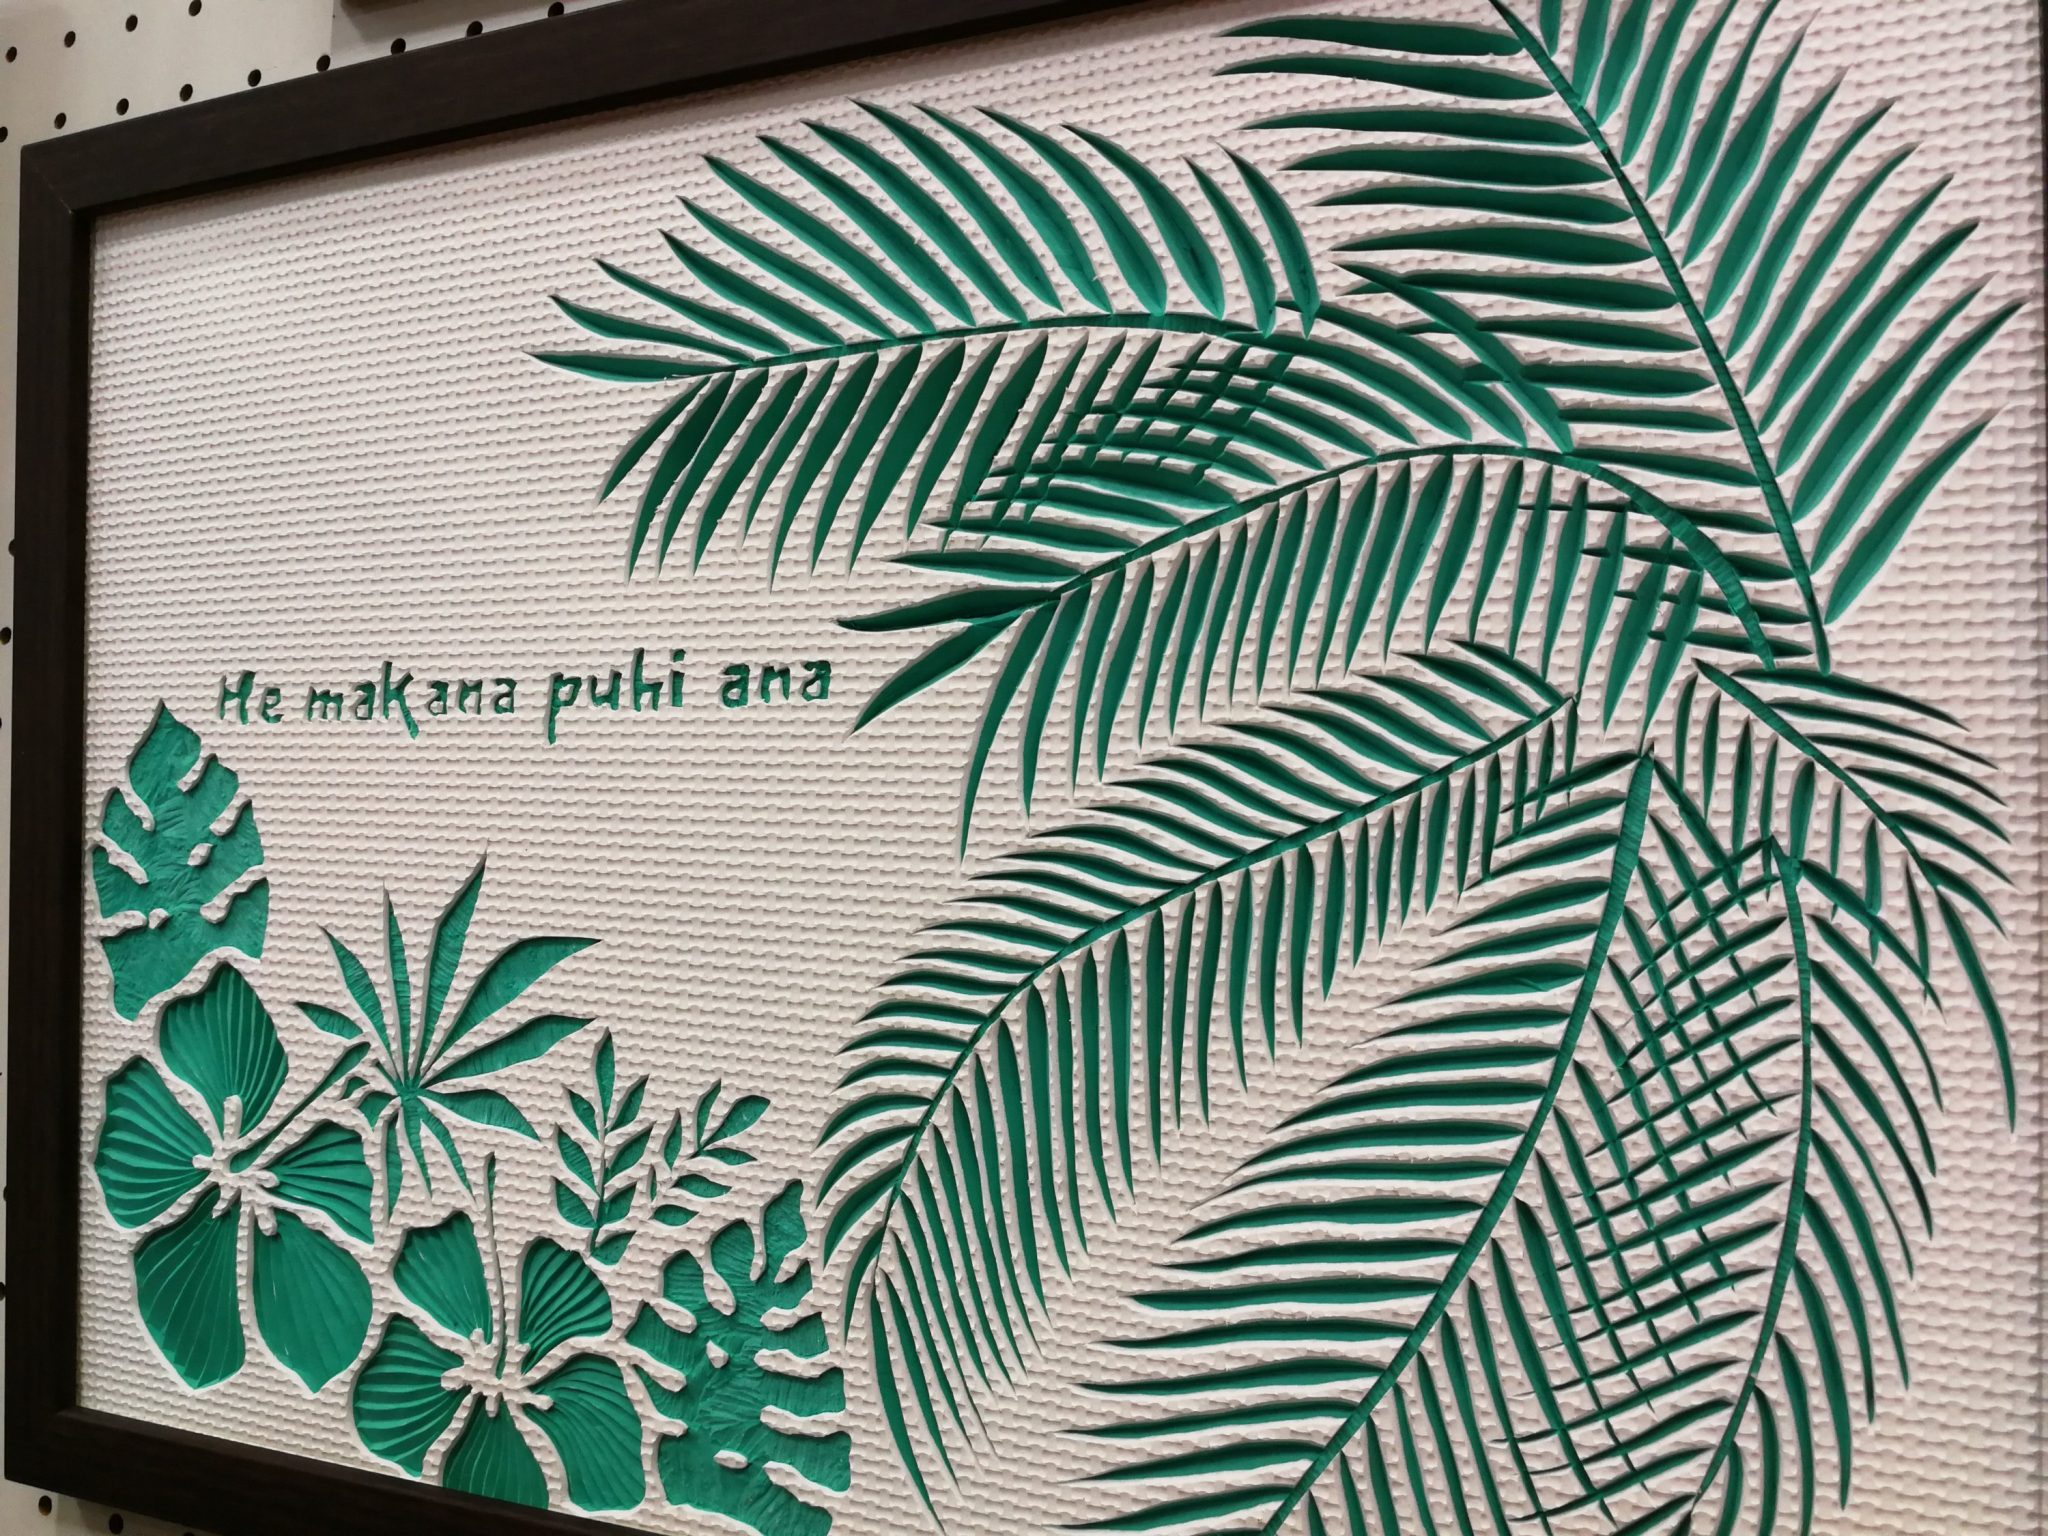 He makana puhi ana